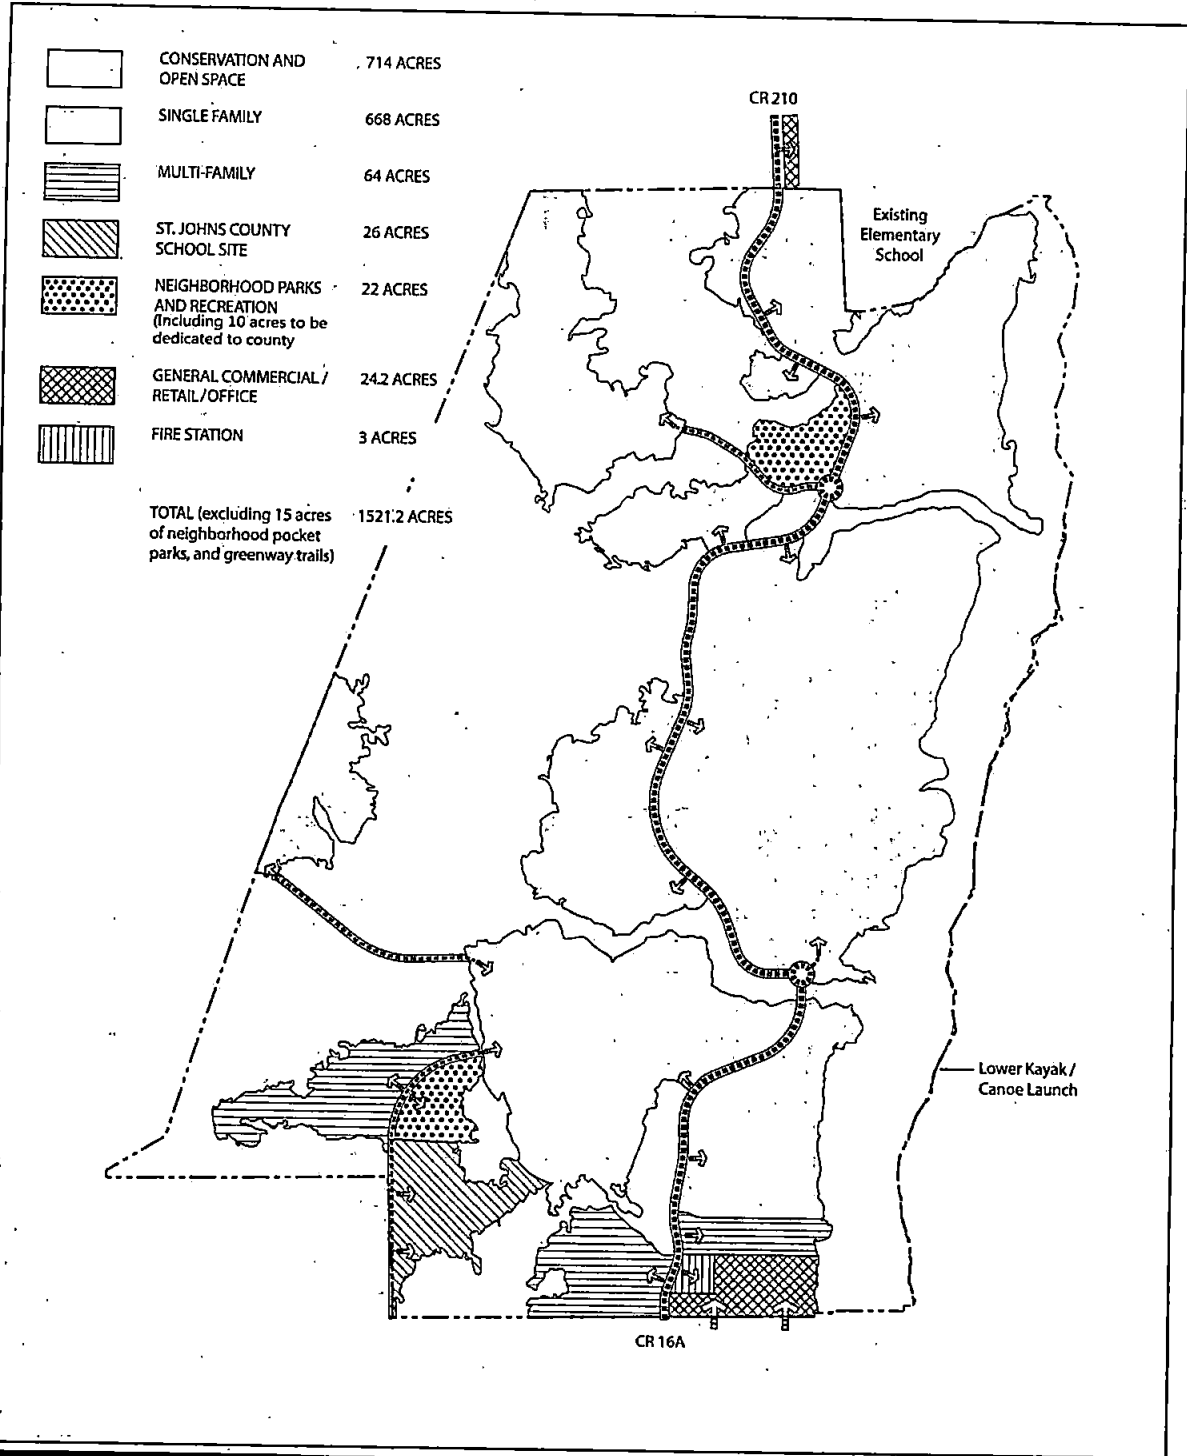 CONSERVATION AND
OPEN SPACE
714 ACRES
SINGLE FAMILY
668 ACRES
MULTI-FAMILY
64 ACRES
ST. JOHNS COUNTY
SCHOOL SITE
26 ACRES
NEIGHBORHOOD PARKS
AND RECREATION
(Including 10 acres to be
dedicated to county
22 ACRES
GENERAL COMMERCIAL /
RETAIL/OFFICE
24.2 ACRES
FIRE STATION
3 ACRES
TOTAL (excluding 15 acres
of neighborhood pocket
parks, and greenway trails)
1521.2 ACRES
CR 210
Existing
Elementary
School
Lower Kayak /
Canoe Launch
CR 16A